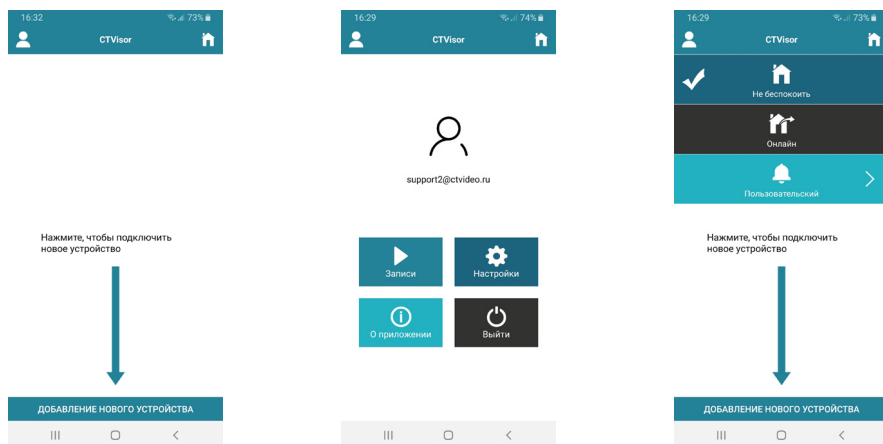 16:32
73%
CTVisor
Нажмите, чтобы подключить
новое устройство
ДОБАВЛЕНИЕ НОВОГО УСТРОЙСТВА
16:29
74%
CTVisor
support2@ctvideo.ru
Записи
Настройки
О приложении
Выйти
16:29
73%
CTVisor
Не беспокоить
Онлайн
Пользовательский
Нажмите, чтобы подключить
новое устройство
ДОБАВЛЕНИЕ НОВОГО УСТРОЙСТВА